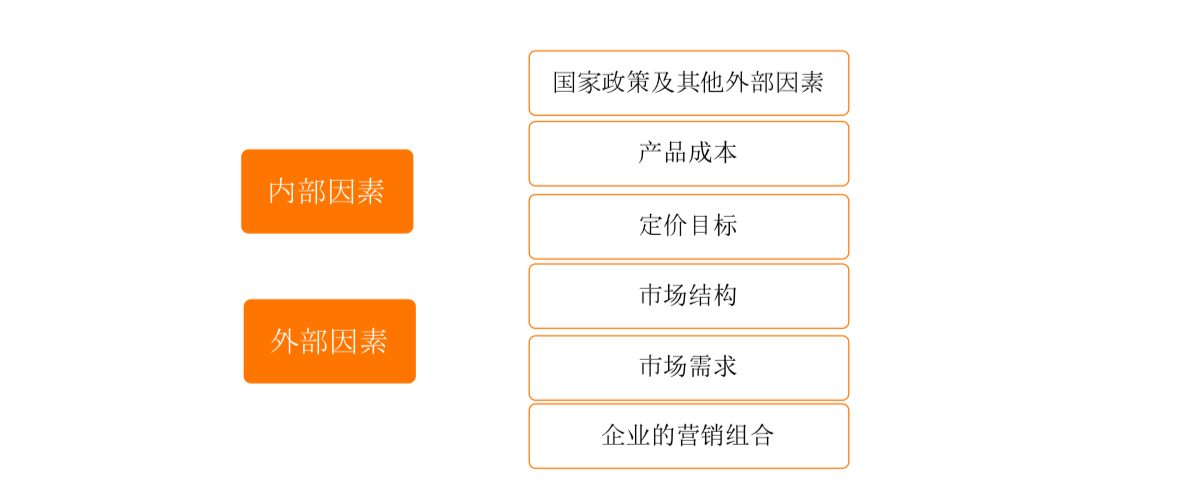 内部因素
外部因素
国家政策及其他外部因素
产品成本
定价目标
市场结构
市场需求
企业的营销组合